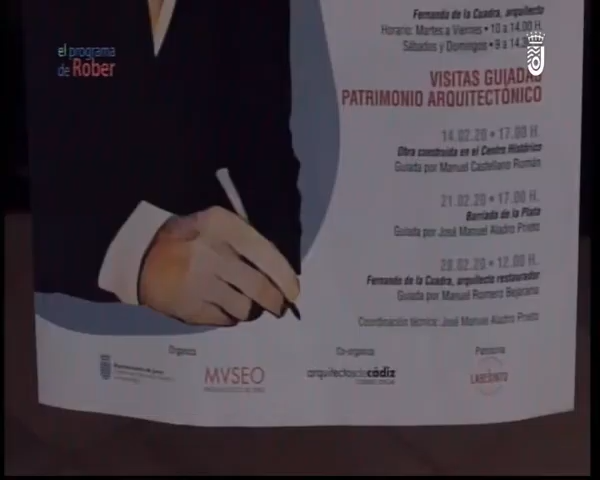 el programa
de Rober
Fernando de la Cuadra, arquitecto
Horario: Martes a Viernes • 10 a 14.00 H.
Sábados y Domingos • 9 a 14
VISITAS GUIADAS
PATRIMONIO ARQUITECTÓNICO
14.02.20 • 17.00 H.
Obra construida en el Centro Histórico
Guiada por Manuel Castellano Román
21.02.20 • 17.00 H.
Barriada de la Plata
Guiada por José Manuel Aladro Prieto
28.02.20 • 12.00 H.
Fernando de la Cuadra, arquitecto restaurador
Guiada por Manuel Romero Bejarano
Coordinación técnica: José Manuel Aladro Prieto
Organiza
Co-organiza
Patrocina
Ayuntamiento de Jerez
MVSEO
arquitectosdecádiz
LABERINTO